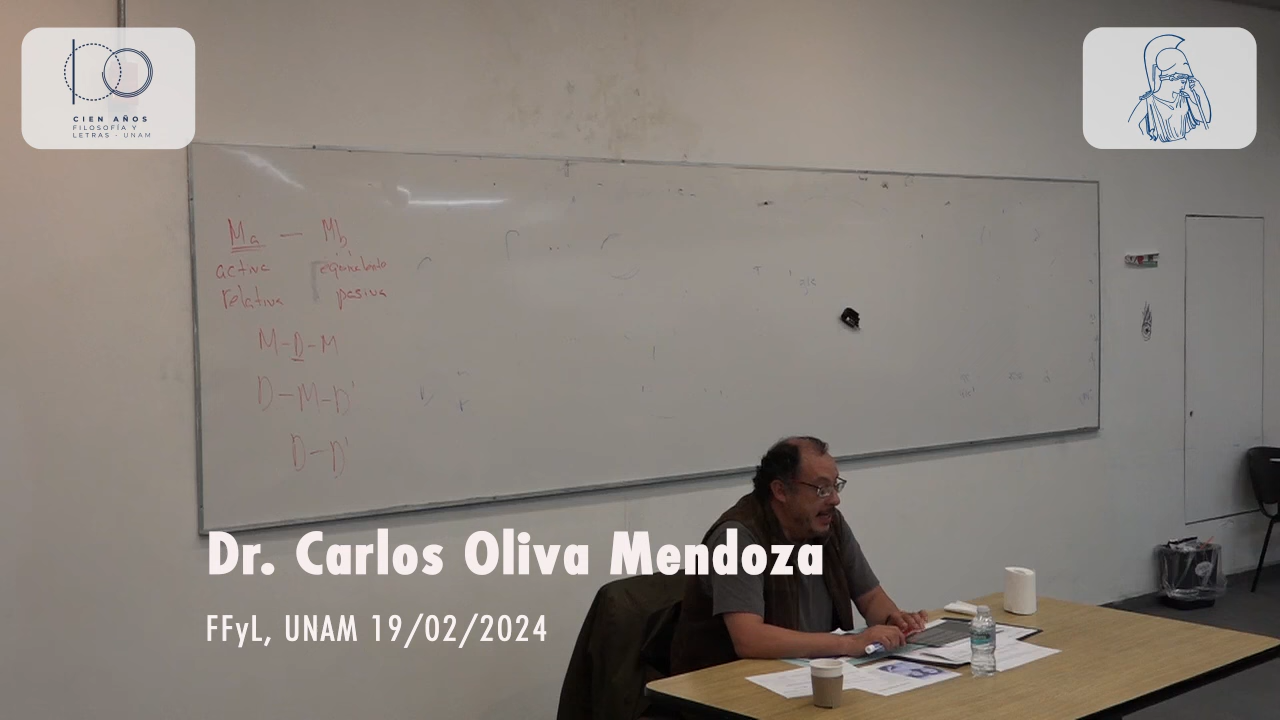 CIEN AÑOS
FILOSOFÍA Y
LETRAS - UNAM
Ma — Mb
activa equivalente
relativa pasiva
M-D-M
D-M-D'
D-D'
Dr. Carlos Oliva Mendoza
FFyL, UNAM 19/02/2024